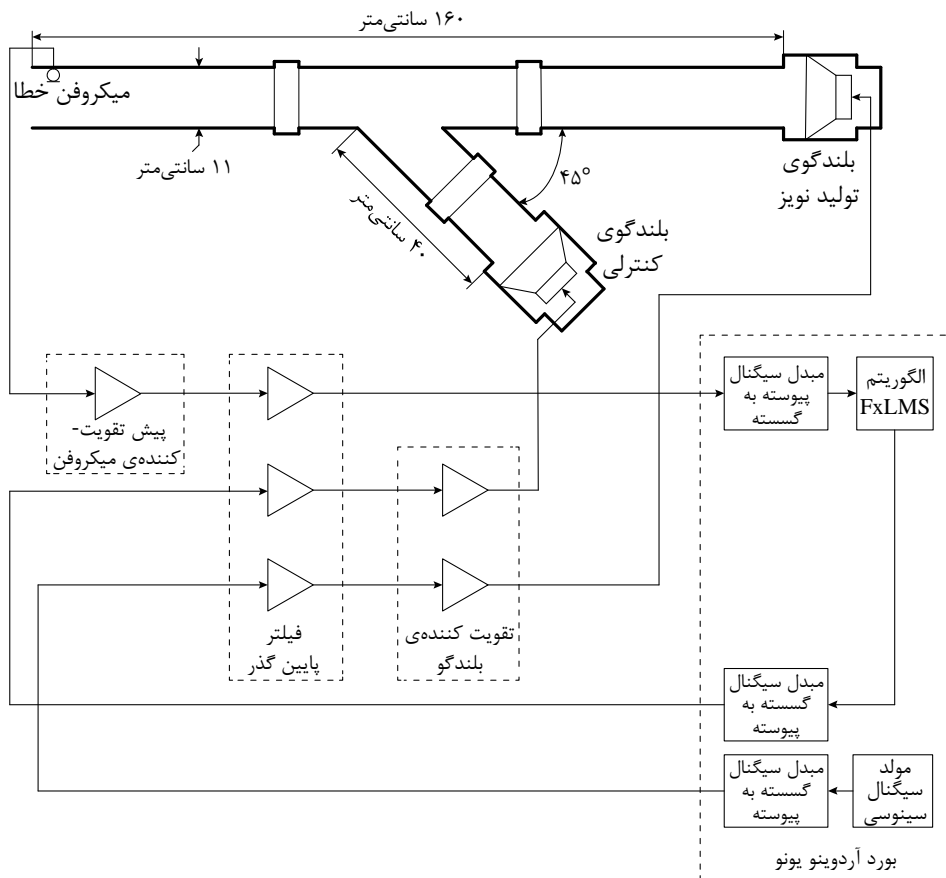 ۱۶۰ سانتی‌متر
میکروفن خطا
۱۱ سانتی‌متر
۴۵°
۴۰ سانتی‌متر
بلندگوی
تولید نویز
بلندگوی
کنترلی
پیش تقویت-
کننده‌ی میکروفن
مبدل سیگنال
پیوسته به
گسسته
الگوریتم
FxLMS
فیلتر
پایین گذر
تقویت کننده‌ی
بلندگو
مبدل سیگنال
گسسته به
پیوسته
مبدل سیگنال
گسسته به
پیوسته
مولد
سیگنال
سینوسی
بورد آردوینو یونو